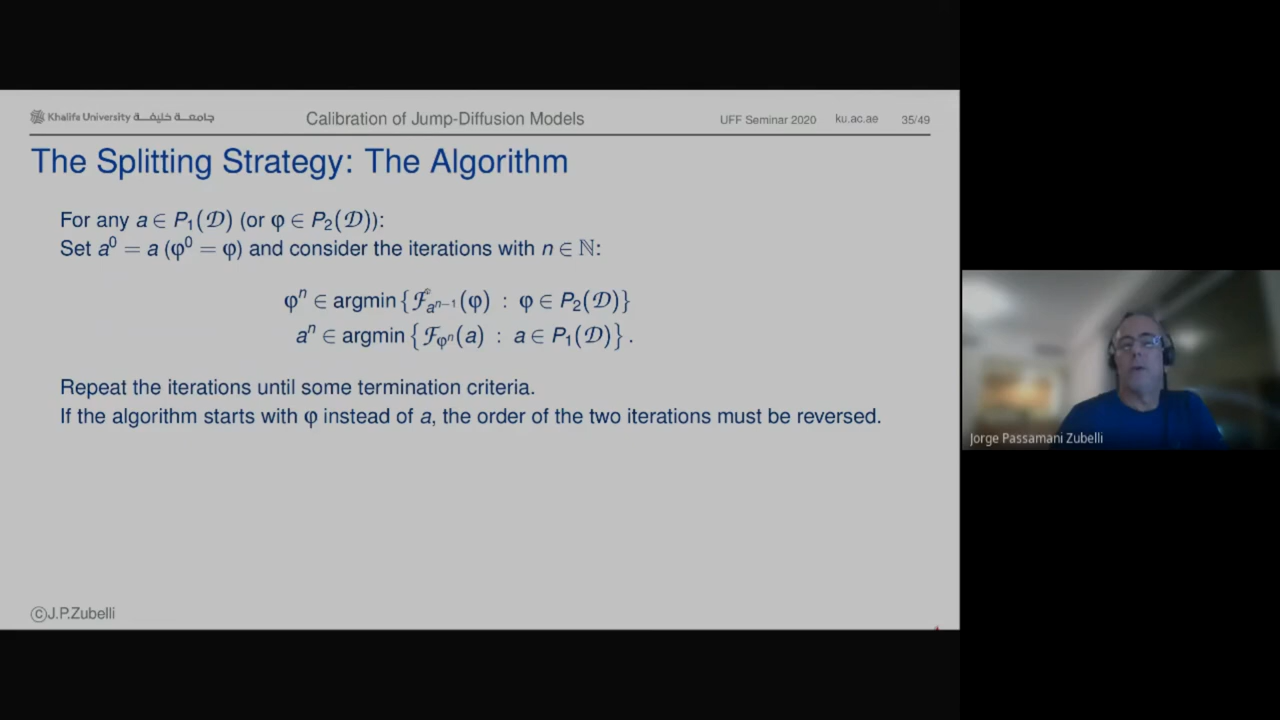 Khalifa University جامعة خليفة
Calibration of Jump-Diffusion Models
UFF Seminar 2020 ku.ac.ae 35/49
The Splitting Strategy: The Algorithm
For any a ∈ P₁(𝒟) (or φ ∈ P₂(𝒟)):
Set a⁰ = a (φ⁰ = φ) and consider the iterations with n ∈ ℕ:
φⁿ ∈ argmin {ℱ_{aⁿ⁻¹}(φ) : φ ∈ P₂(𝒟)}
aⁿ ∈ argmin {ℱ_{φⁿ}(a) : a ∈ P₁(𝒟)}.
Repeat the iterations until some termination criteria.
If the algorithm starts with φ instead of a, the order of the two iterations must be reversed.
©J.P.Zubelli
Jorge Passamani Zubelli